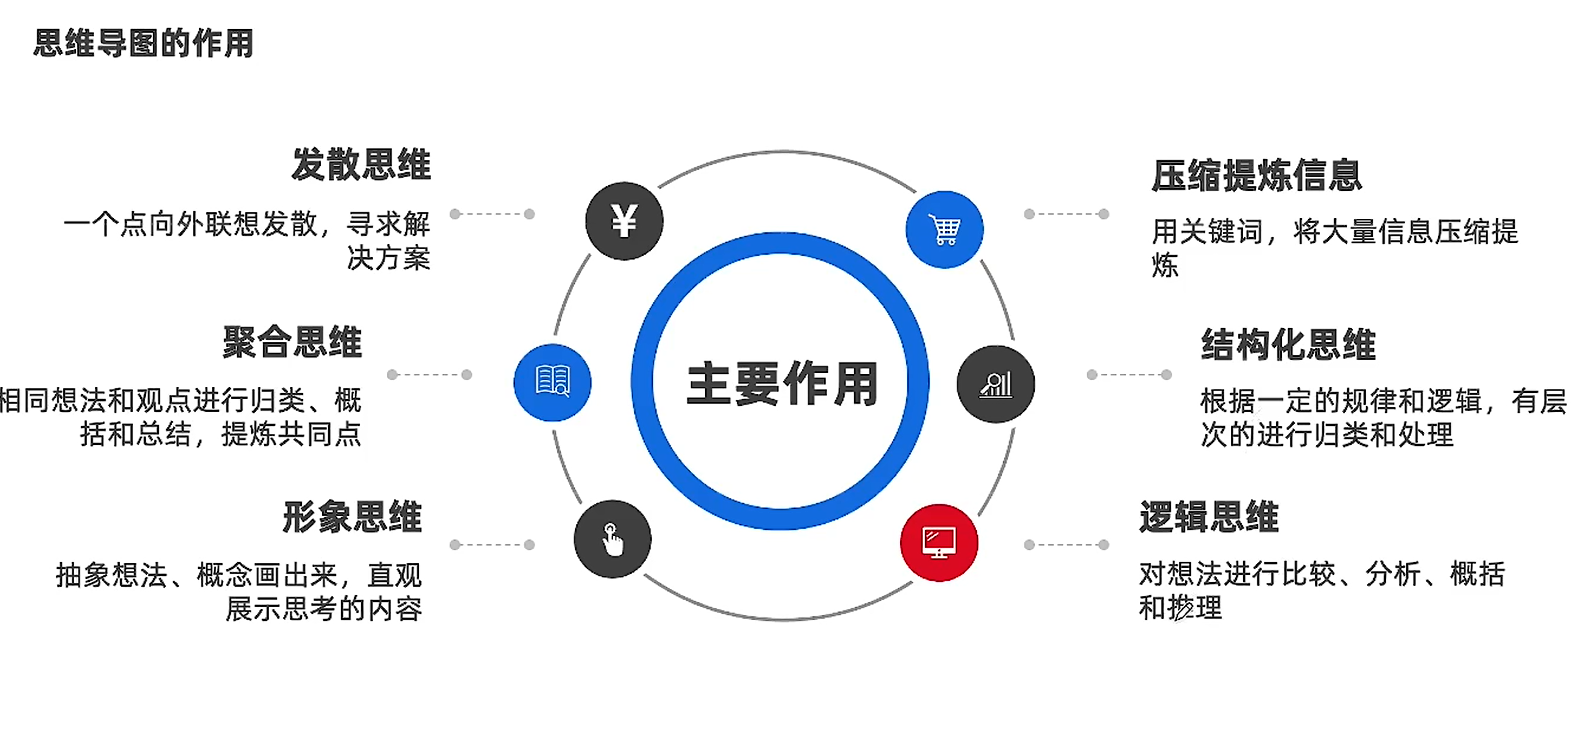 思维导图的作用
发散思维
一个点向外联想发散，寻求解
决方案
聚合思维
相同想法和观点进行归类、概
括和总结，提炼共同点
形象思维
抽象想法、概念画出来，直观
展示思考的内容
¥
主要作用
压缩提炼信息
用关键词，将大量信息压缩提
炼
结构化思维
根据一定的规律和逻辑，有层
次的进行归类和处理
逻辑思维
对想法进行比较、分析、概括
和推理